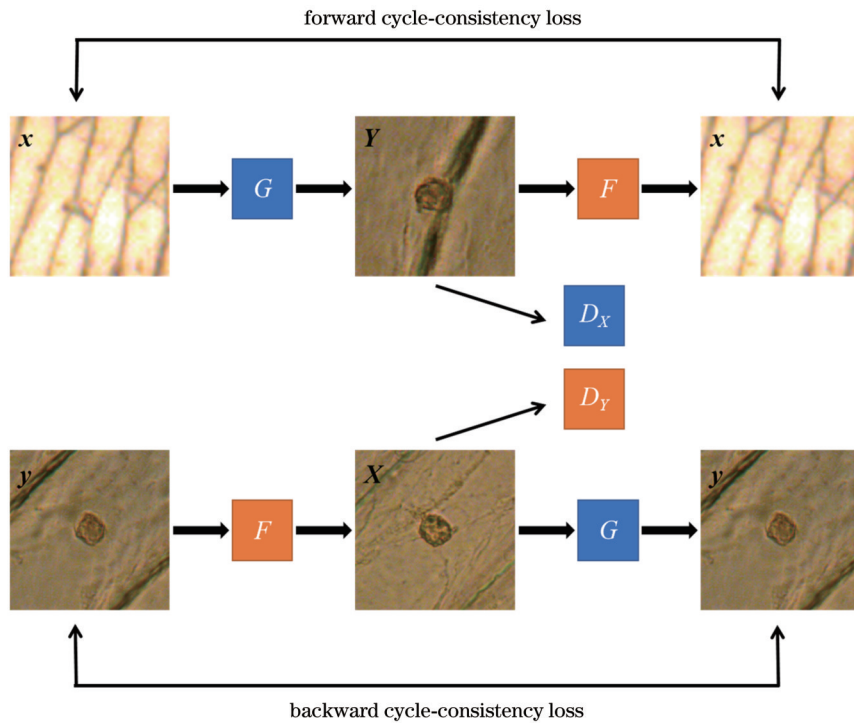 forward cycle-consistency loss
x
G
Y
F
x
D_X
D_Y
y
F
X
G
y
backward cycle-consistency loss